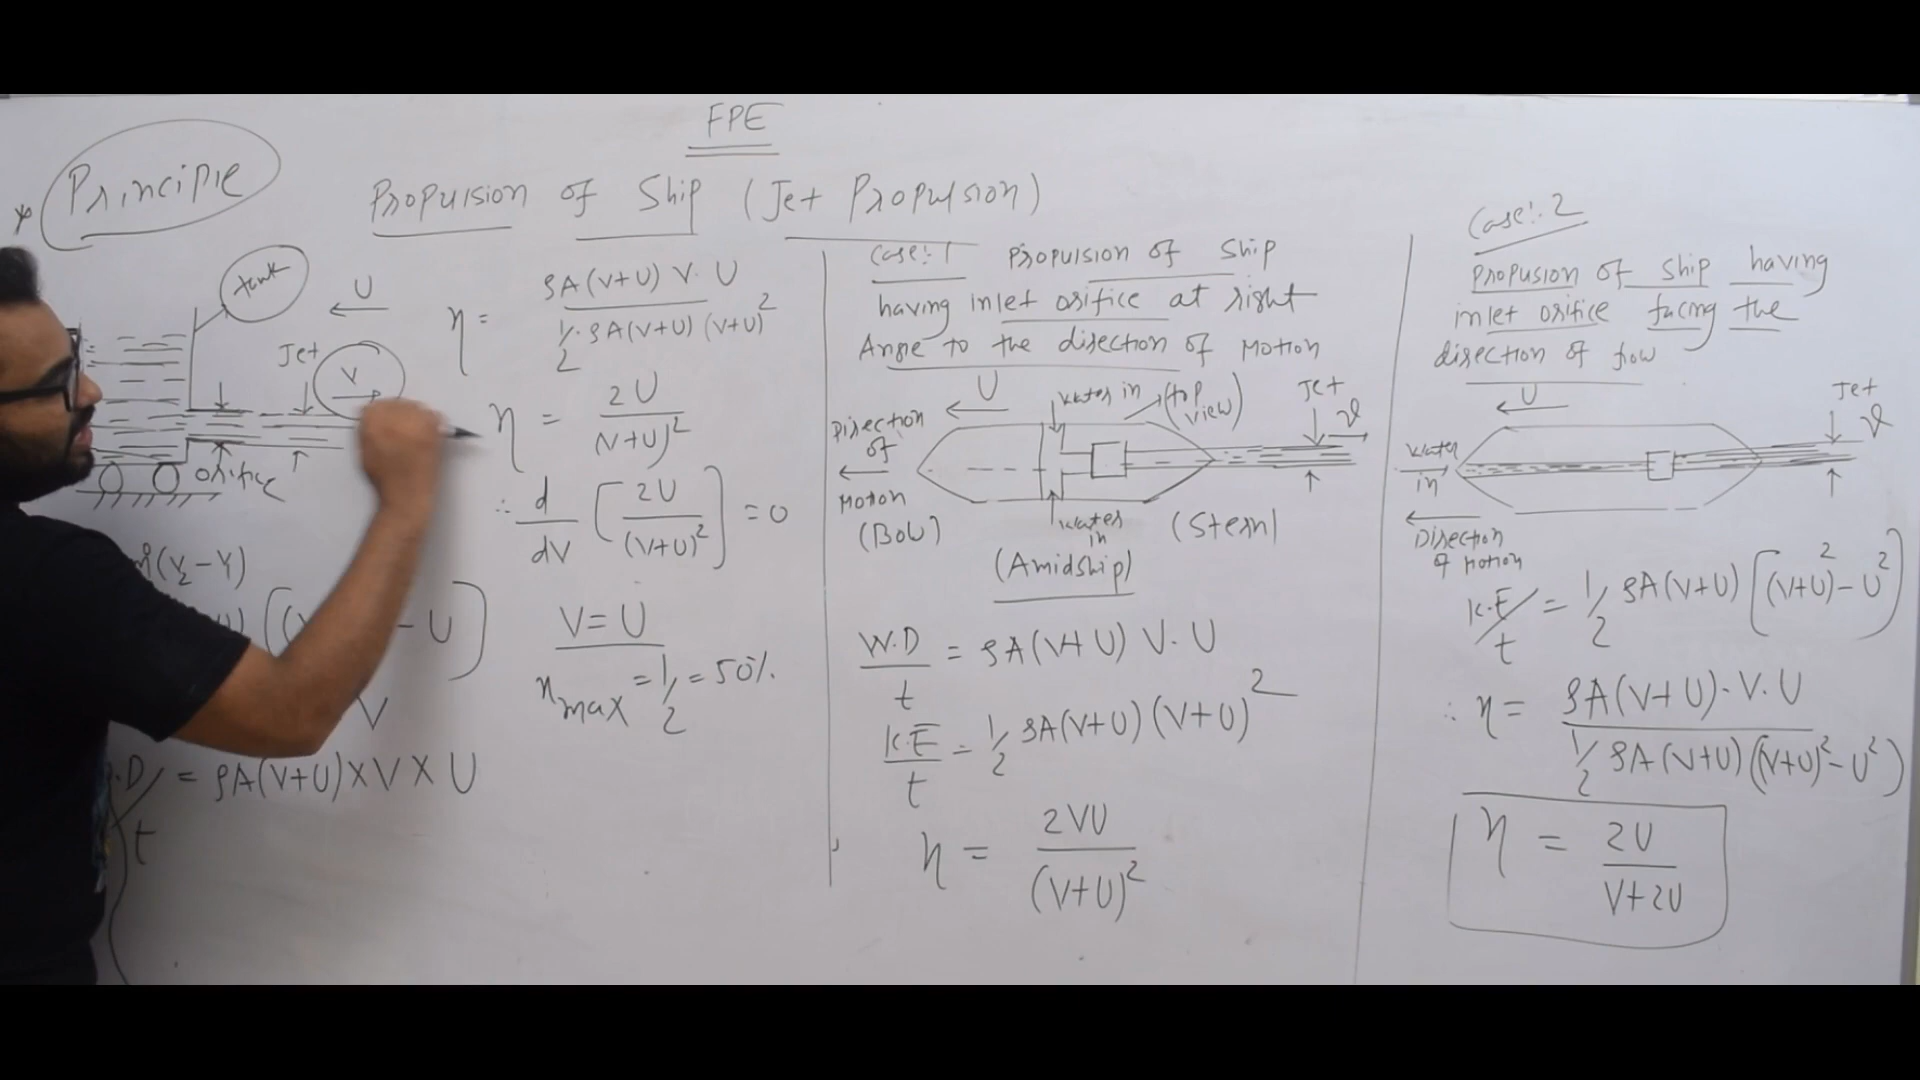 FPE
Principle
Propulsion of Ship (Jet Propulsion)
tank
U
Jet
V
orifice
ρ(V₂-V)
[(V - U]
V
.D/t = ρA(V+U)XVXU
η = ρA(V+U) V. U / ½.ρA(V+U) (V+U)²
η = 2U / (V+U)²
∴ d/dV [2U / (V+U)²] = 0
V = U
ηmax = ½ = 50%.
Case:1 Propulsion of Ship
having inlet orifice at right
Angle to the direction of Motion
U
Water in
(top view)
Jet
V
Direction of Motion
(Bow)
Water in
(Stern)
(Amidship)
W.D/t = ρA(V+U) V. U
K.E/t = ½ ρA(V+U) (V+U)²
η = 2VU / (V+U)²
Case:.2
Propusion of Ship having
inlet orifice facing the
direction of flow
U
Jet
V
Water in
Direction of Motion
K.E/t = ½ ρA(V+U) [(V+U)² - U²]
∴ η = ρA(V+U).V.U / ½ ρA(V+U) ((V+U)² - U²)
η = 2U / V+2U